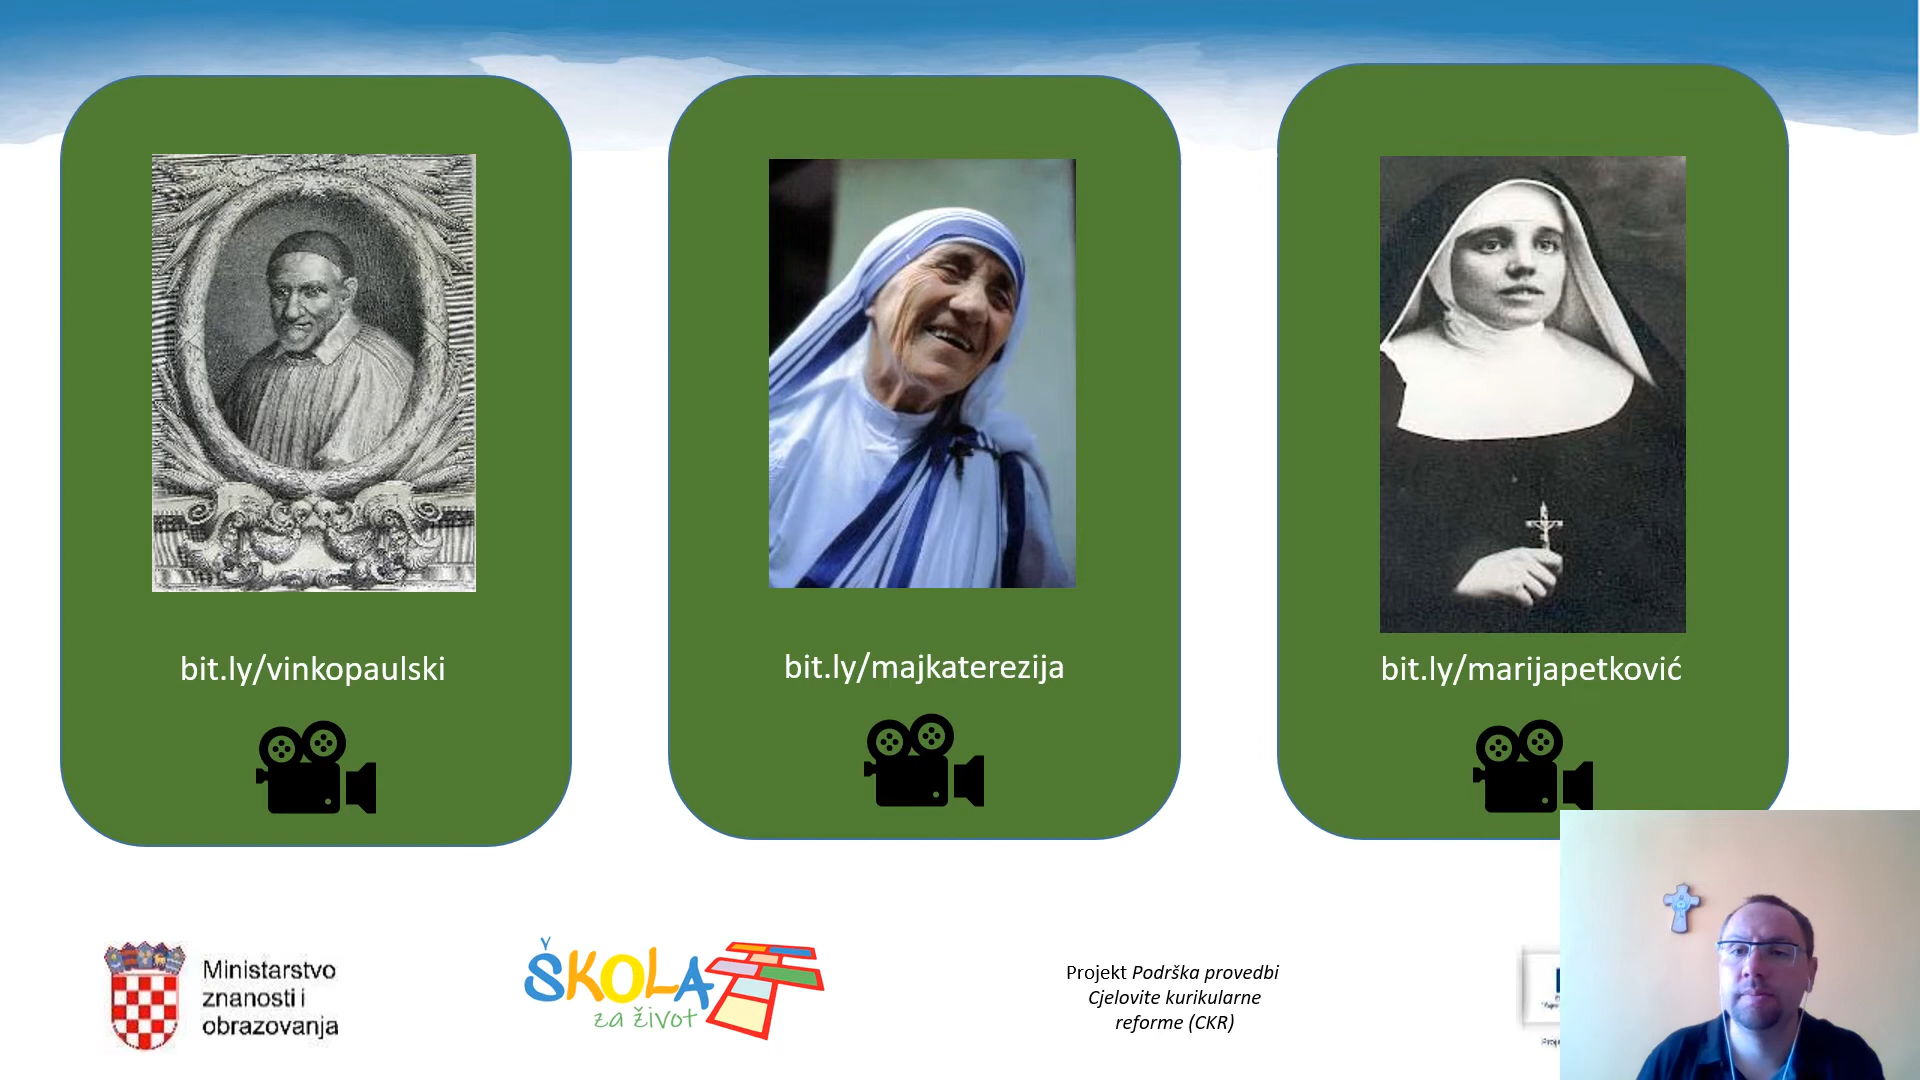 bit.ly/vinkopaulski
bit.ly/majkaterezija
bit.ly/marijapetković
Ministarstvo
znanosti i
obrazovanja
ŠKOLA
za život
Projekt Podrška provedbi
Cjelovite kurikularne
reforme (CKR)